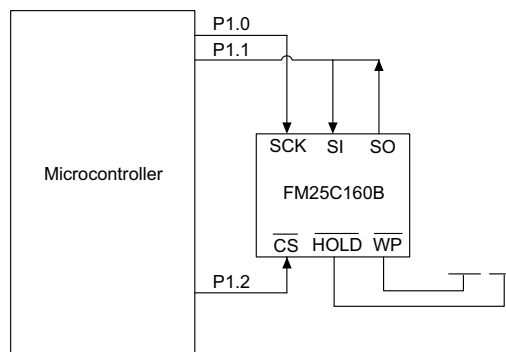 P1.0
P1.1
SCK SI SO
Microcontroller
FM25C160B
CS HOLD WP
P1.2